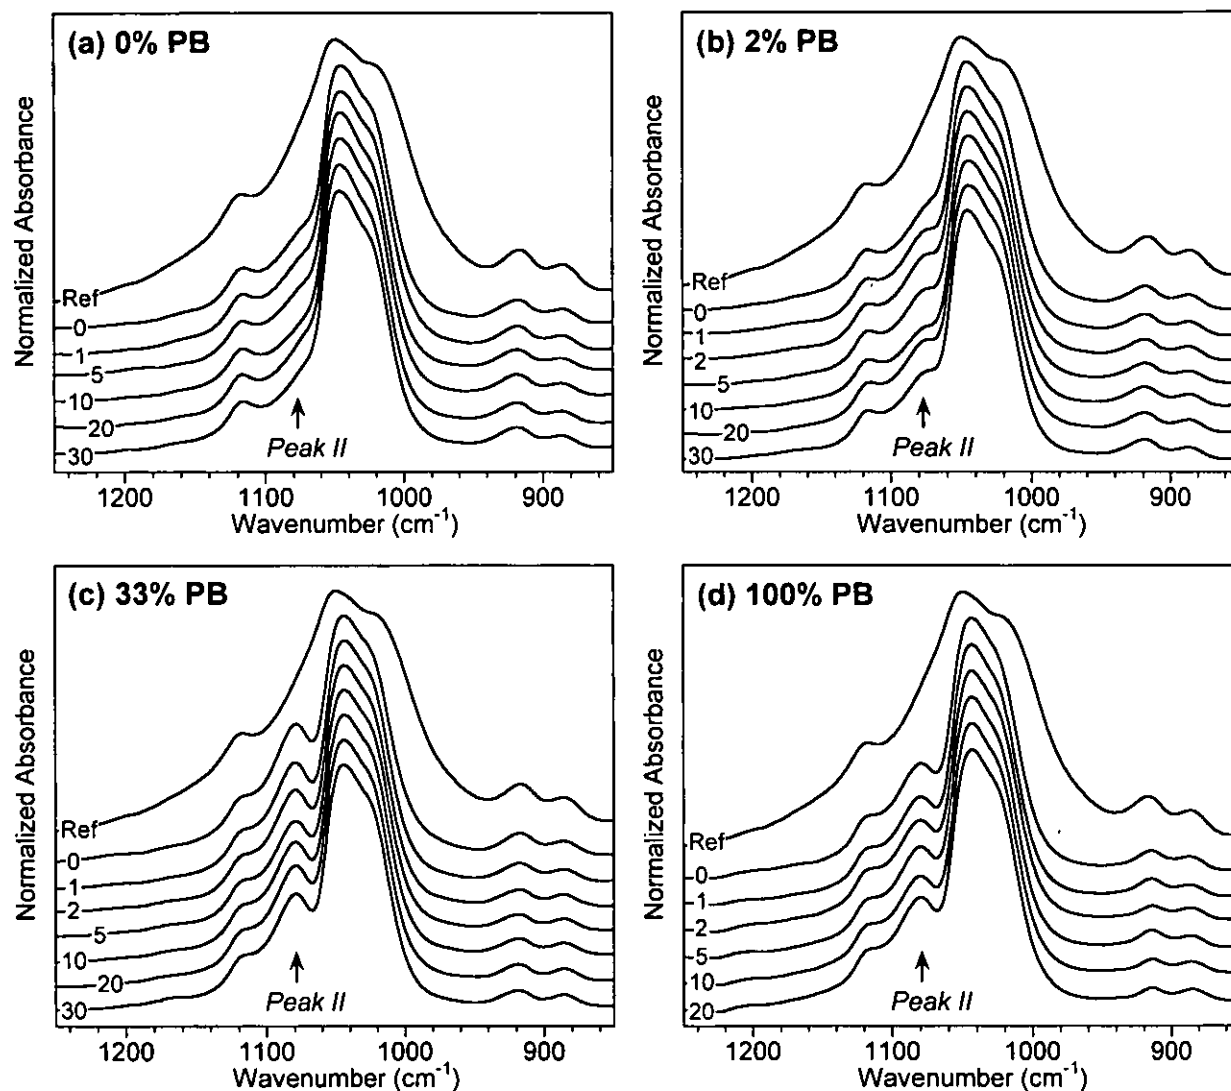 (a) 0% PB
Normalized Absorbance
Ref
0
1
5
10
20
30
Peak II
1200 1100 1000 900
Wavenumber (cm⁻¹)
(b) 2% PB
Normalized Absorbance
Ref
0
1
2
5
10
20
30
Peak II
1200 1100 1000 900
Wavenumber (cm⁻¹)
(c) 33% PB
Normalized Absorbance
Ref
0
1
2
5
10
20
30
Peak II
1200 1100 1000 900
Wavenumber (cm⁻¹)
(d) 100% PB
Normalized Absorbance
Ref
0
1
2
5
10
20
Peak II
1200 1100 1000 900
Wavenumber (cm⁻¹)